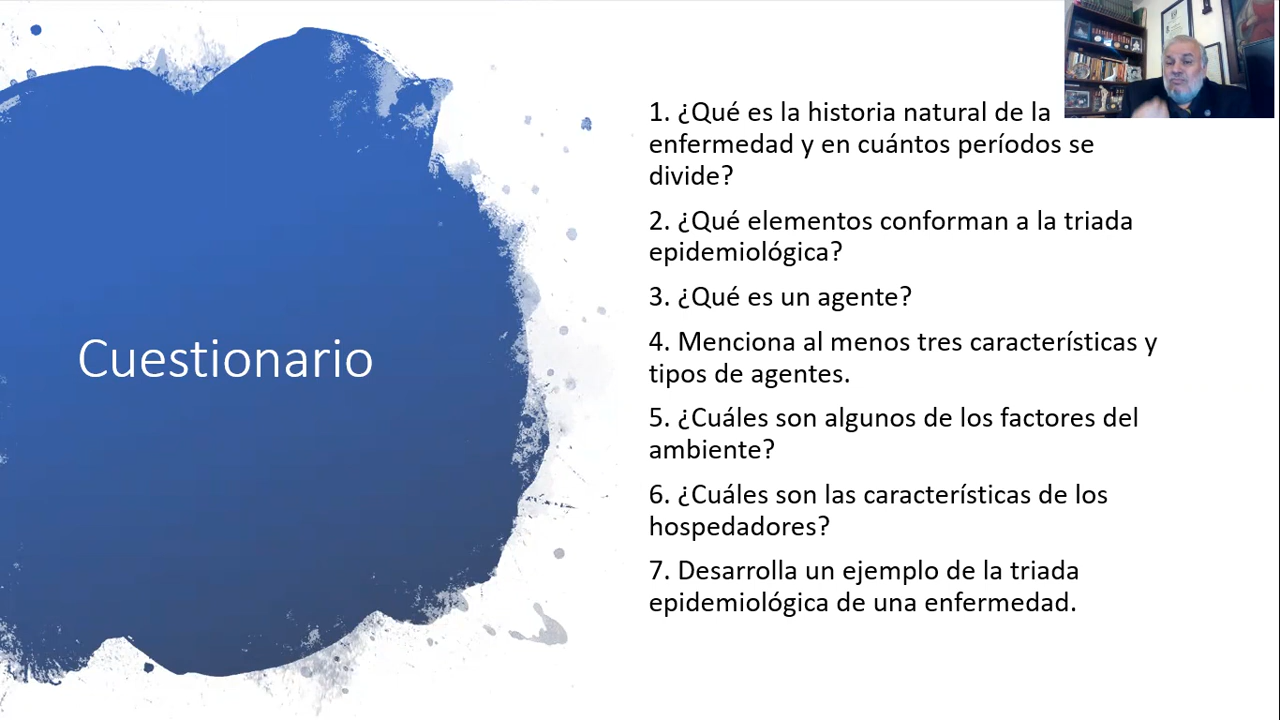 Cuestionario
1. ¿Qué es la historia natural de la
enfermedad y en cuántos períodos se
divide?
2. ¿Qué elementos conforman a la triada
epidemiológica?
3. ¿Qué es un agente?
4. Menciona al menos tres características y
tipos de agentes.
5. ¿Cuáles son algunos de los factores del
ambiente?
6. ¿Cuáles son las características de los
hospedadores?
7. Desarrolla un ejemplo de la triada
epidemiológica de una enfermedad.